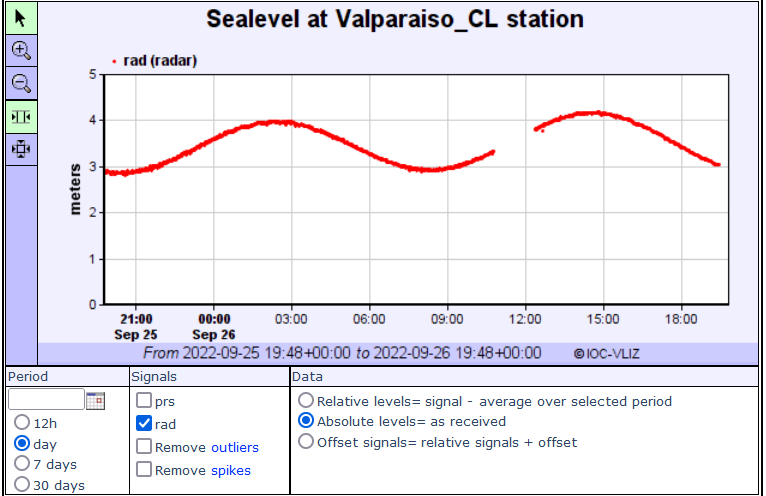 Sealevel at Valparaiso_CL station
rad (radar)
5
4
3
2
1
0
meters
21:00 00:00 03:00 06:00 09:00 12:00 15:00 18:00
Sep 25 Sep 26
From 2022-09-25 19:48+00:00 to 2022-09-26 19:48+00:00 ©IOC-VLIZ
Period Signals Data
prs Relative levels= signal - average over selected period
12h rad Absolute levels= as received
day Remove outliers Offset signals= relative signals + offset
7 days Remove spikes
30 days